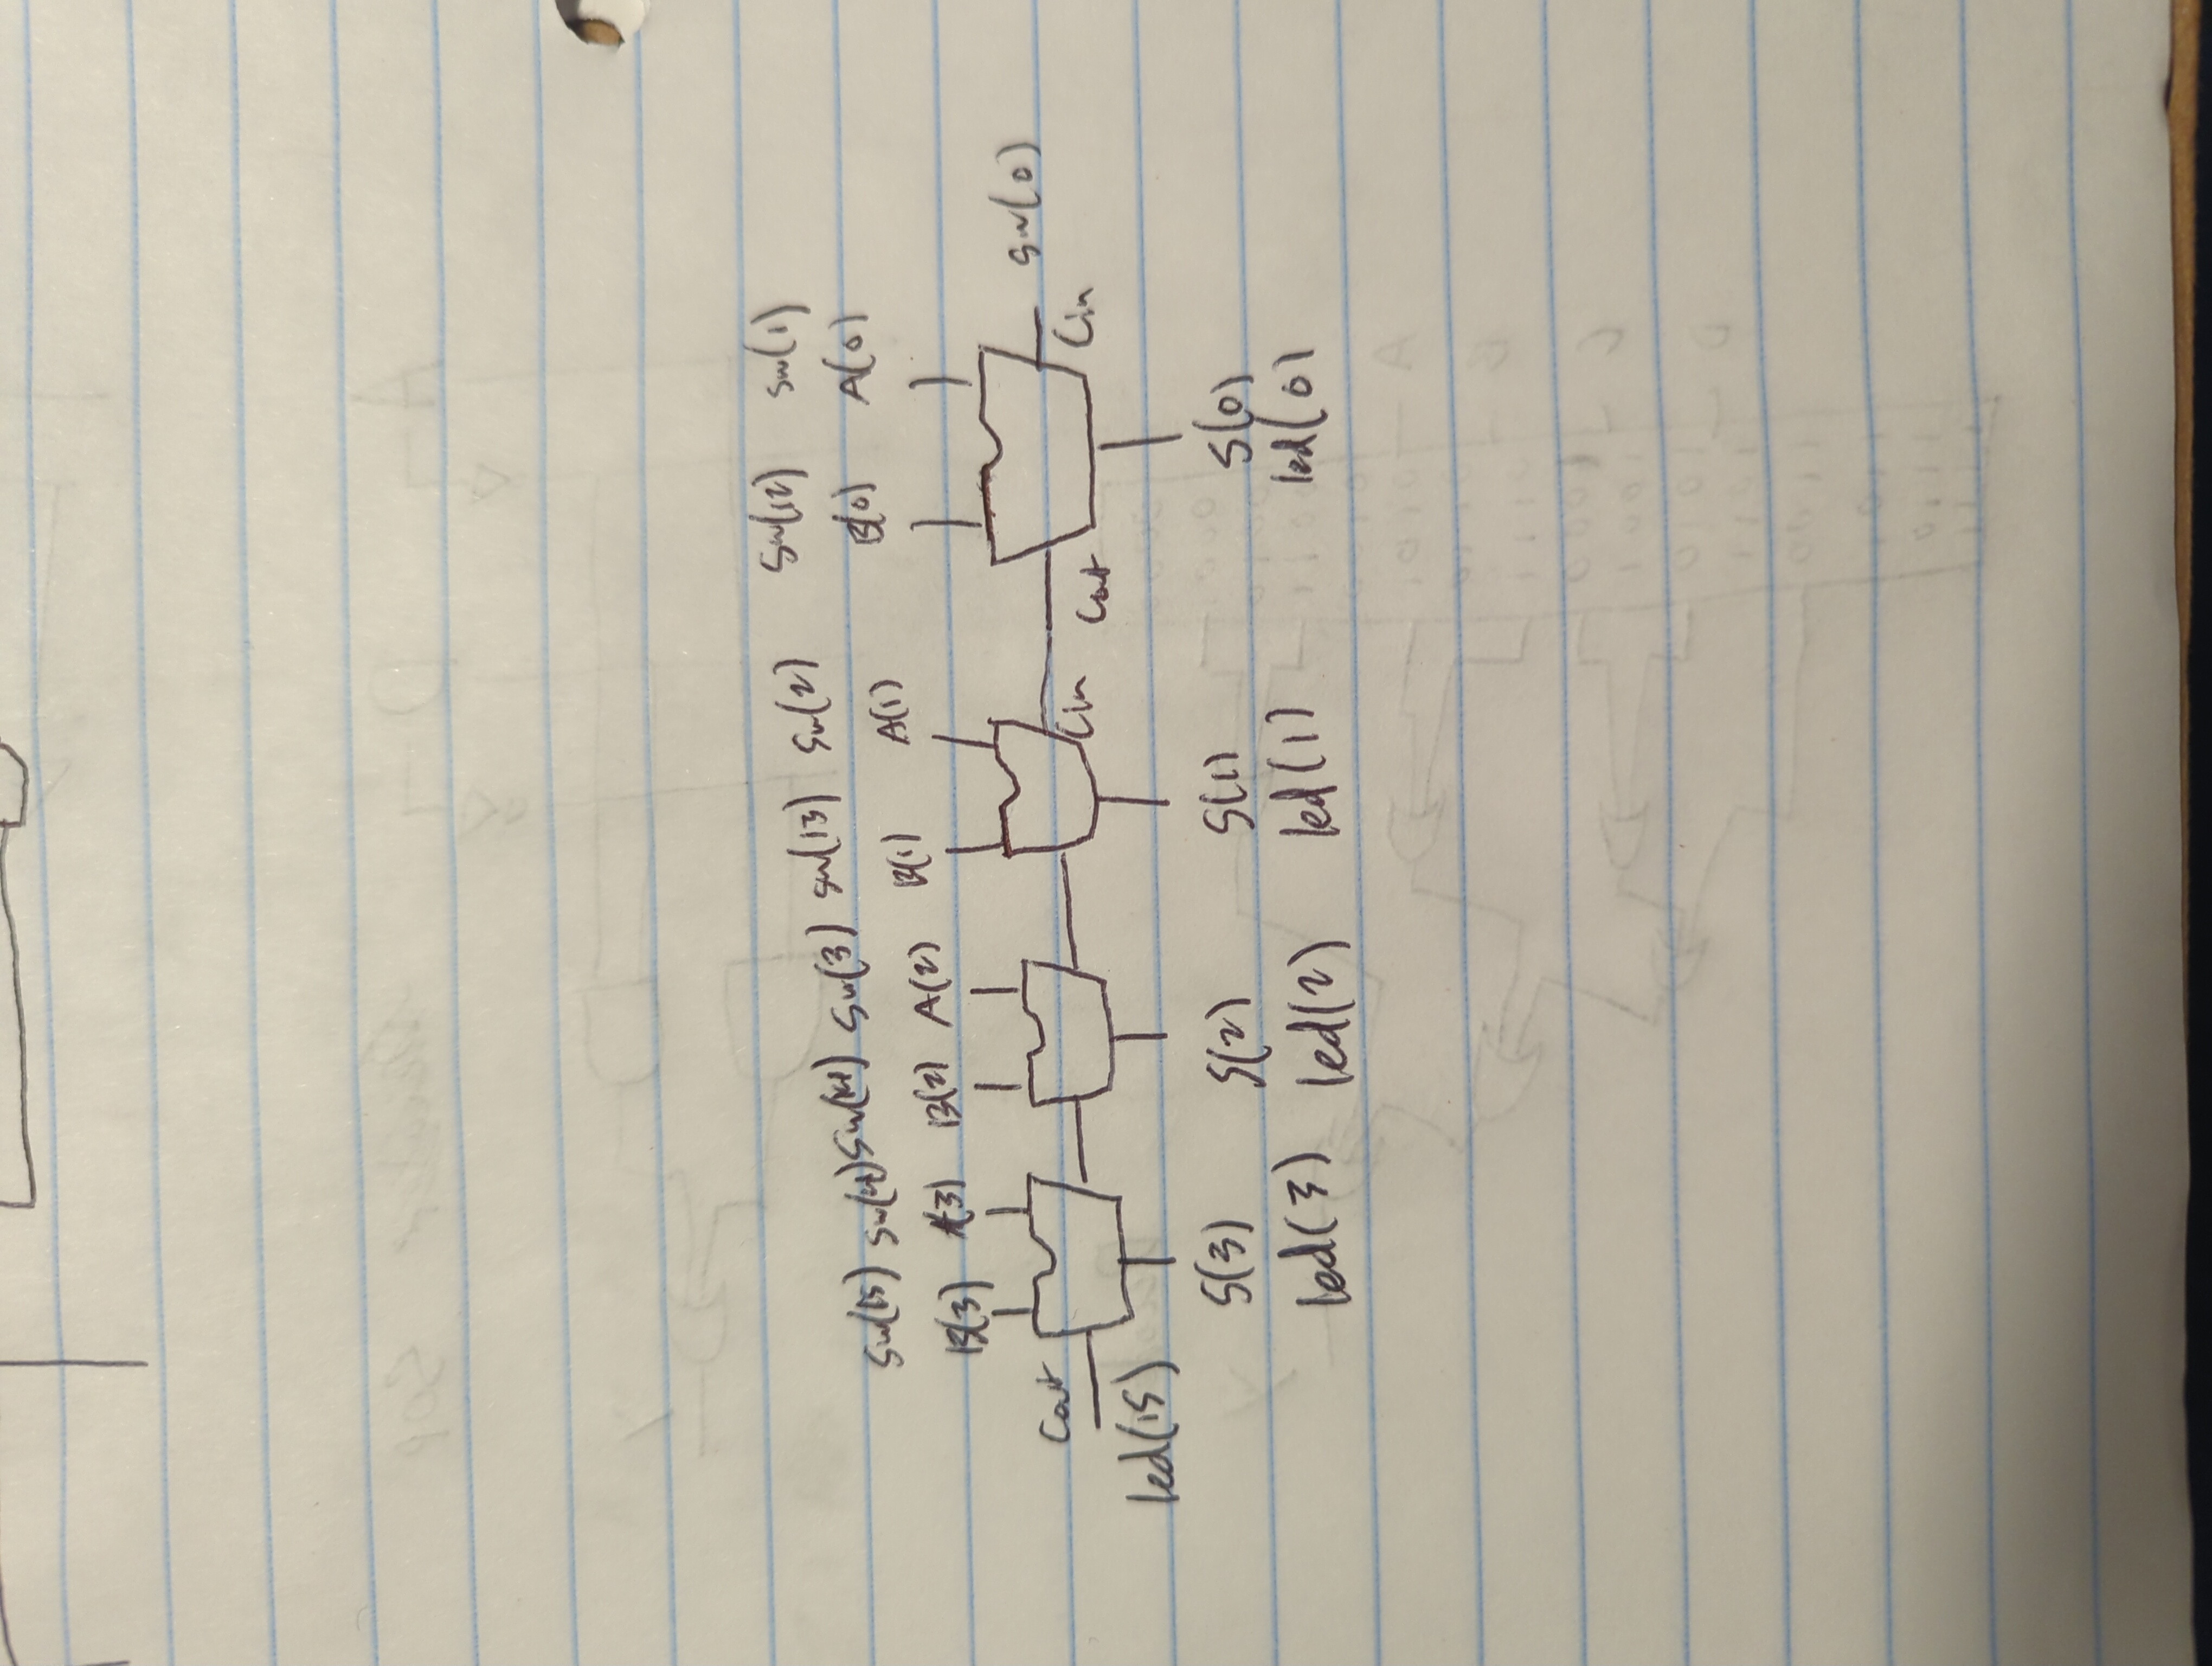 Sw(15) Sw(4) Sw(14) Sw(3) Sw(13) Sw(2) Sw(12) Sw(1)
B(3) A(3) B(2) A(2) B(1) A(1) B(0) A(0)
Cout Cin Cout Cin Sw(0)
led(15)
S(3) S(2) S(1) S(0)
led(3) led(2) led(1) led(0)